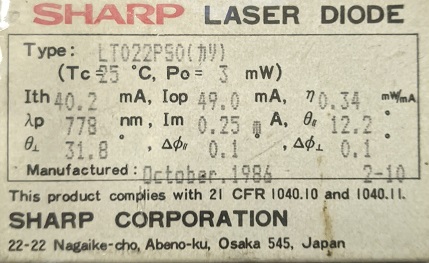 SHARP LASER DIODE
Type: LT022PS0(カリ)
(Tc=25 °C, Po= 3 mW)
Ith 40.2 mA, Iop 49.0 mA, η 0.34 mW/mA
λp 778 nm, Im 0.25 m A, θ∥ 12.2 °
θ⊥ 31.8 °, Δϕ∥ 0.1 °, Δϕ⊥ 0.1 °
Manufactured: October.1986 2-10
This product complies with 21 CFR 1040.10 and 1040.11.
SHARP CORPORATION
22-22 Nagaike-cho, Abeno-ku, Osaka 545, Japan